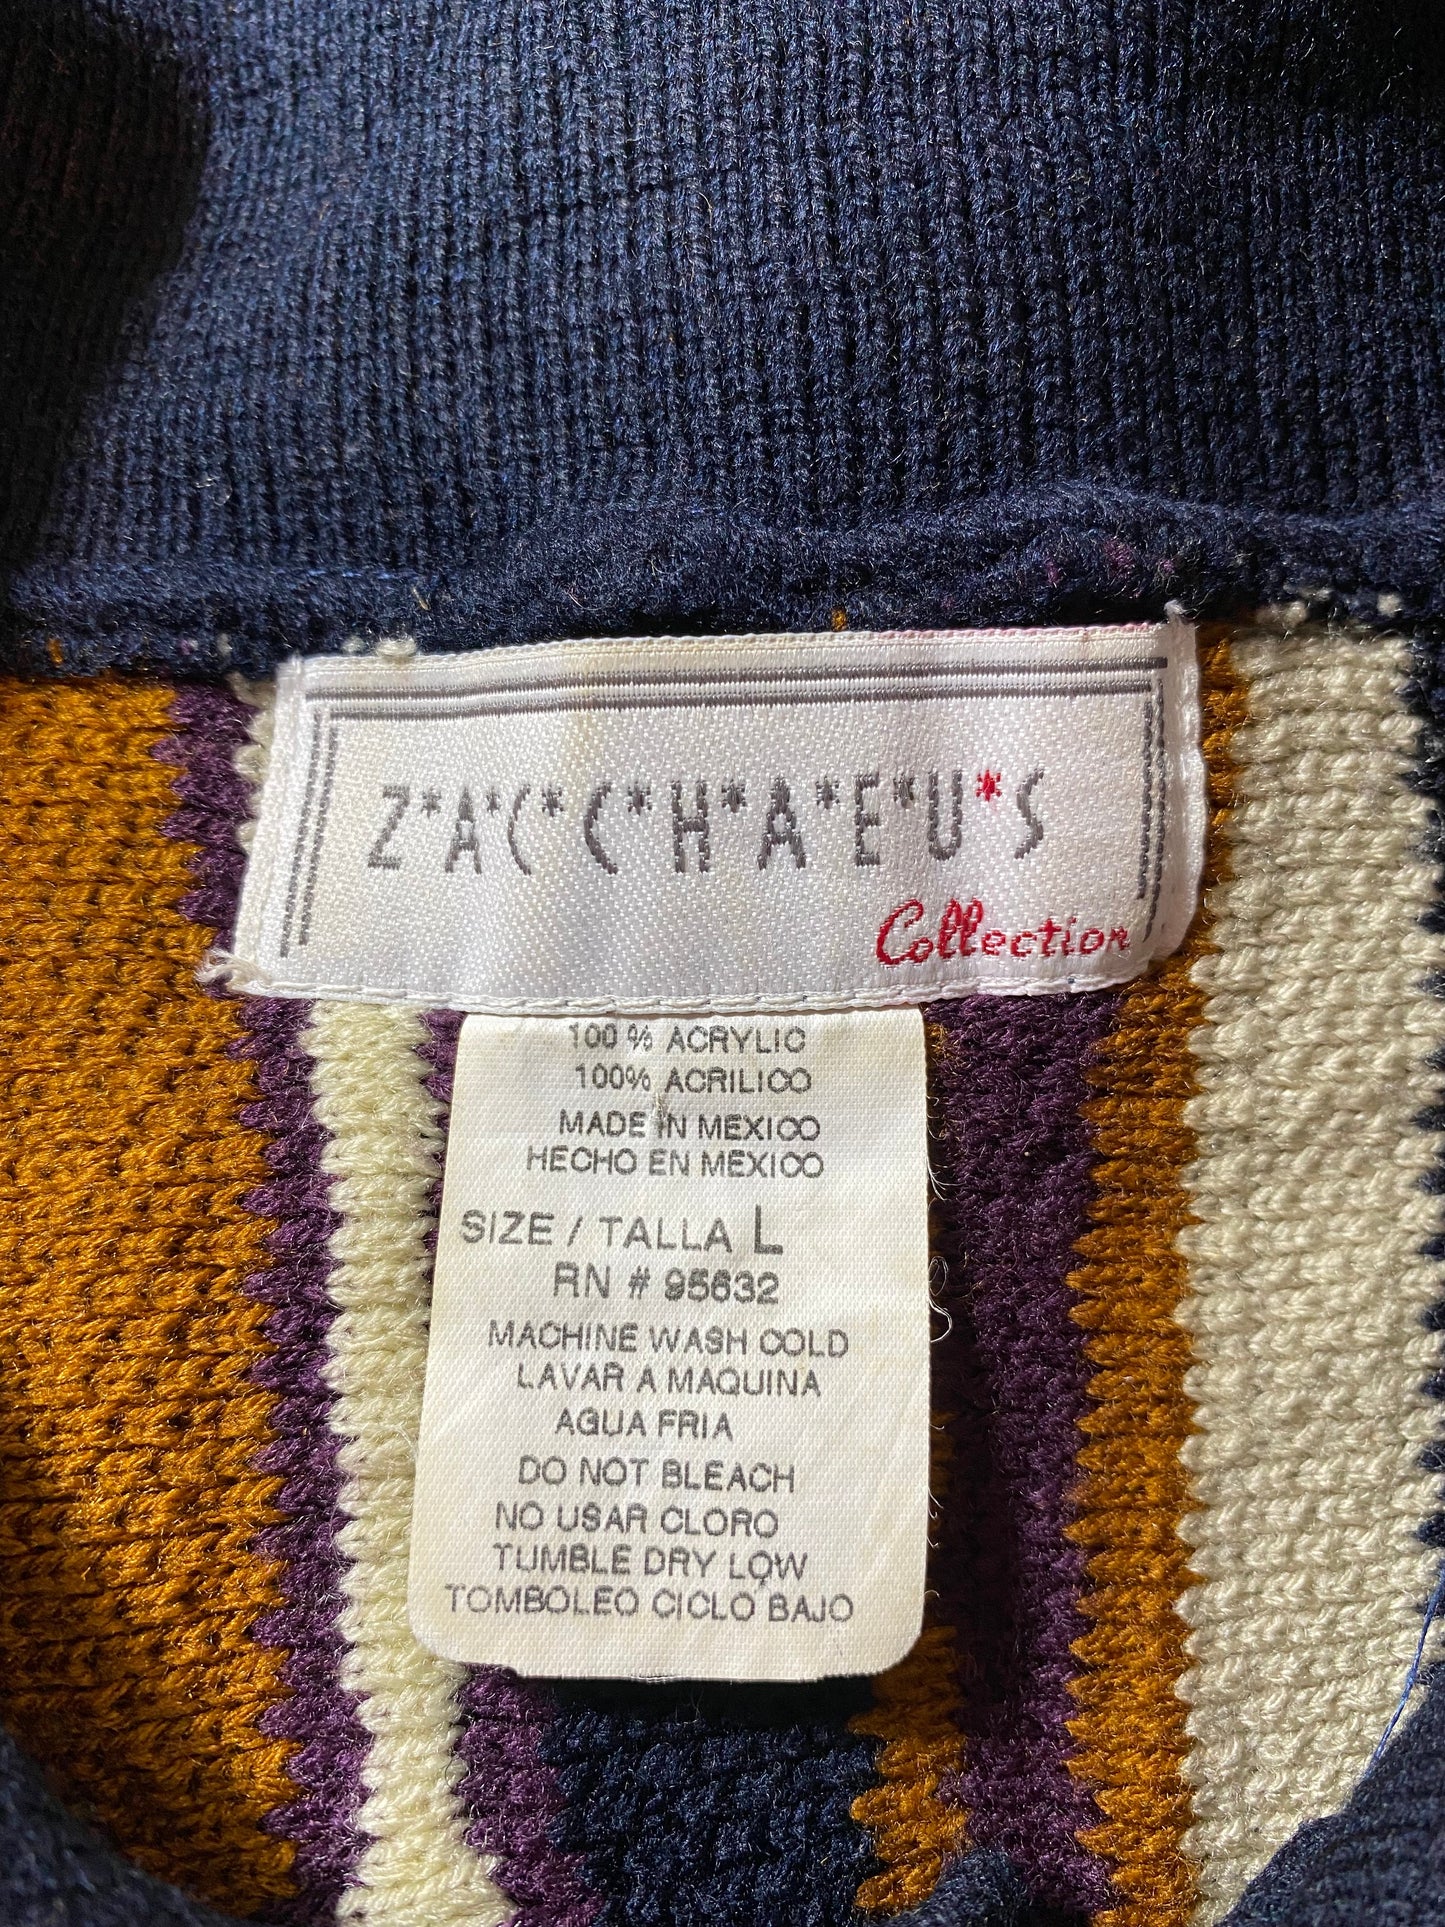 Z*A*C*C*H*A*E*U*S
Collection
100 % ACRYLIC
100% ACRILICO
MADE IN MEXICO
HECHO EN MEXICO
SIZE / TALLA L
RN # 95632
MACHINE WASH COLD
LAVAR A MAQUINA
AGUA FRIA
DO NOT BLEACH
NO USAR CLORO
TUMBLE DRY LOW
TOMBOLEO CICLO BAJO